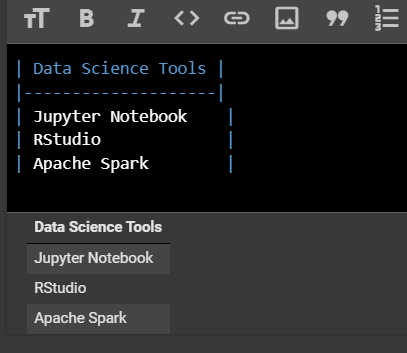 | Data Science Tools |
|--------------------|
| Jupyter Notebook    |
| RStudio             |
| Apache Spark        |
Data Science Tools
Jupyter Notebook
RStudio
Apache Spark